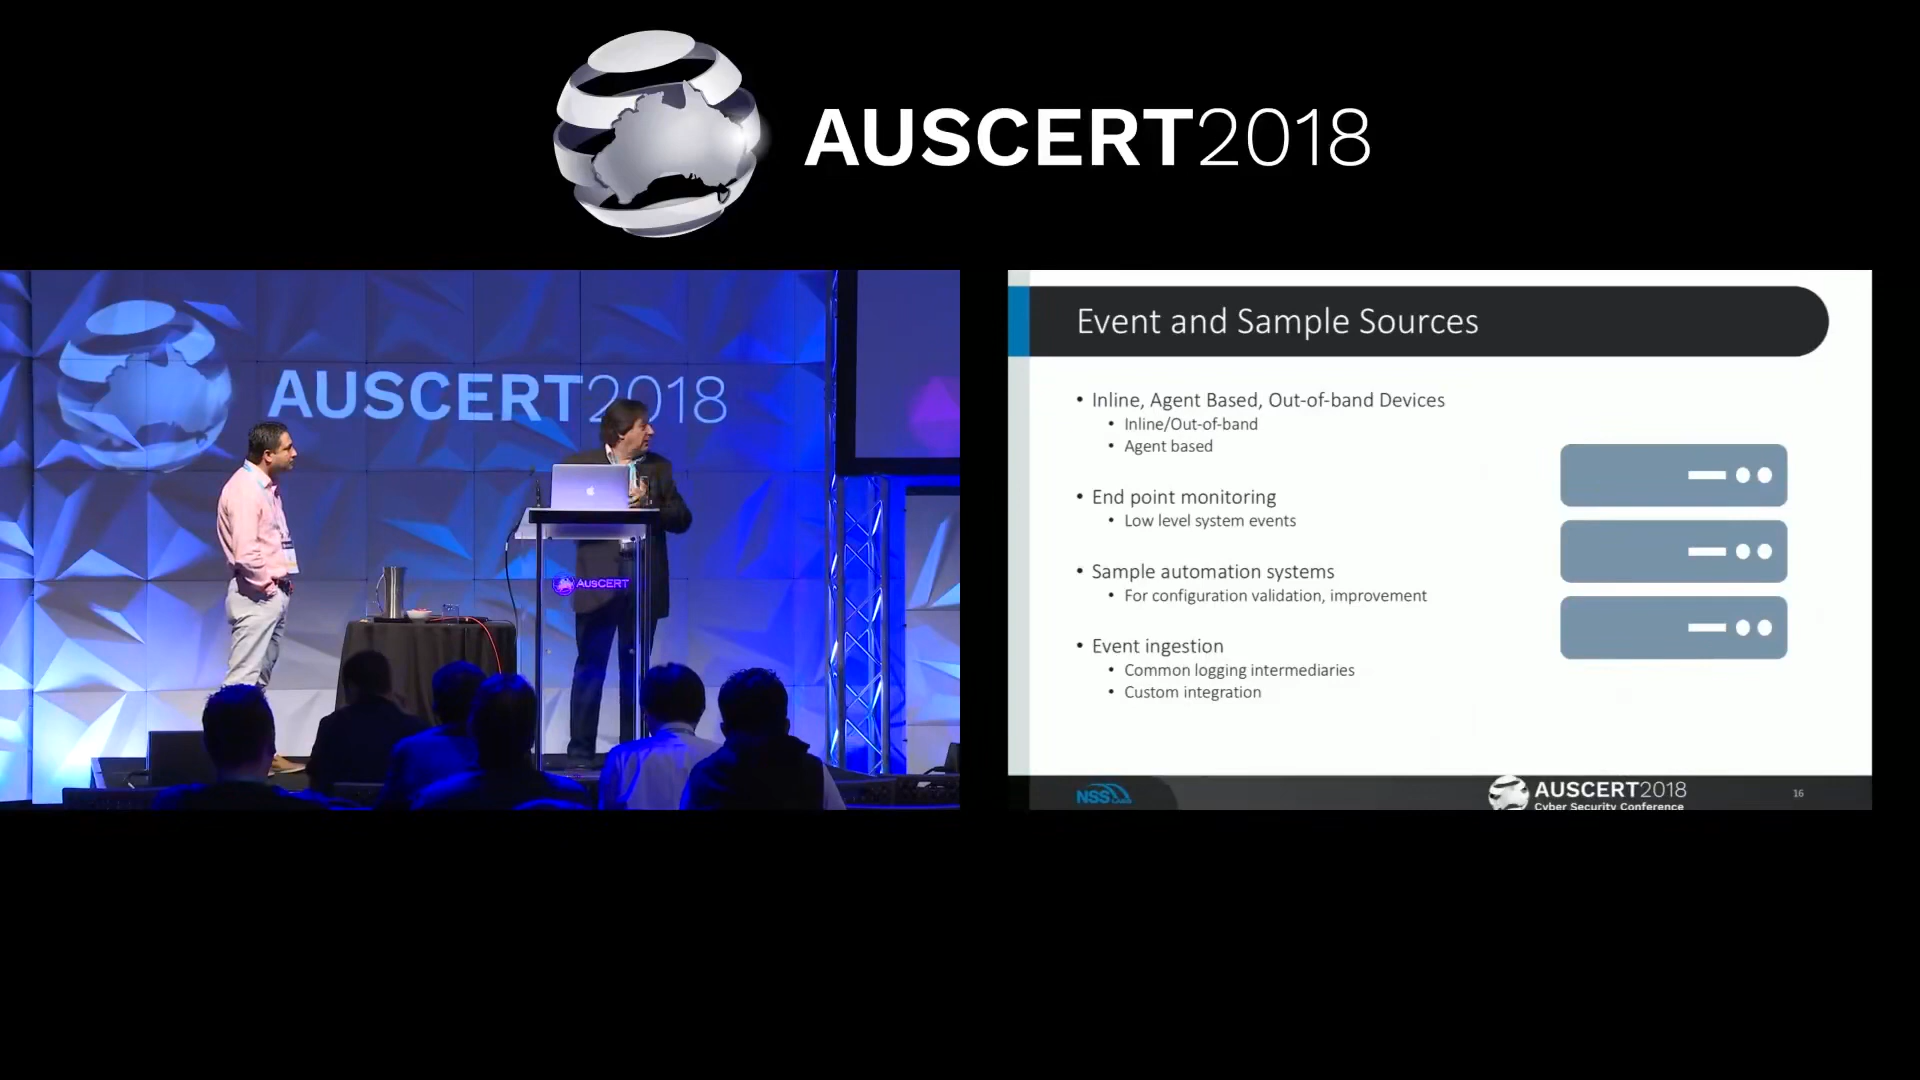 AUSCERT2018
AUSCERT2018
AUSCERT
Event and Sample Sources
• Inline, Agent Based, Out-of-band Devices
• Inline/Out-of-band
• Agent based
• End point monitoring
• Low level system events
• Sample automation systems
• For configuration validation, improvement
• Event ingestion
• Common logging intermediaries
• Custom integration
NSS LABS
AUSCERT2018
Cyber Security Conference
16